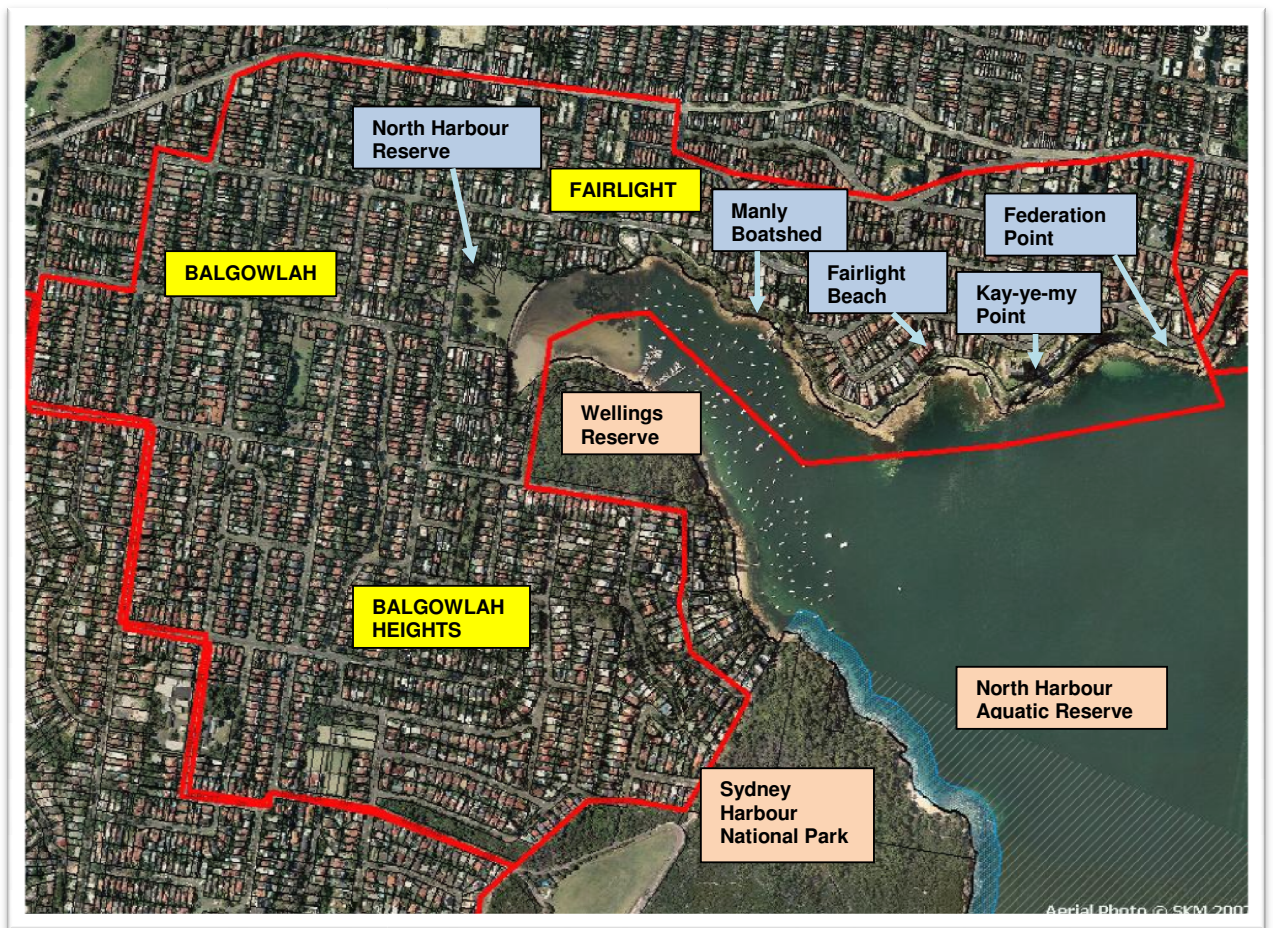 North Harbour
Reserve
FAIRLIGHT
Manly
Boatshed
Federation
Point
BALGOWLAH
Fairlight
Beach
Kay-ye-my
Point
Wellings
Reserve
BALGOWLAH
HEIGHTS
North Harbour
Aquatic Reserve
Sydney
Harbour
National Park
Aerial Photo © SKM 2007